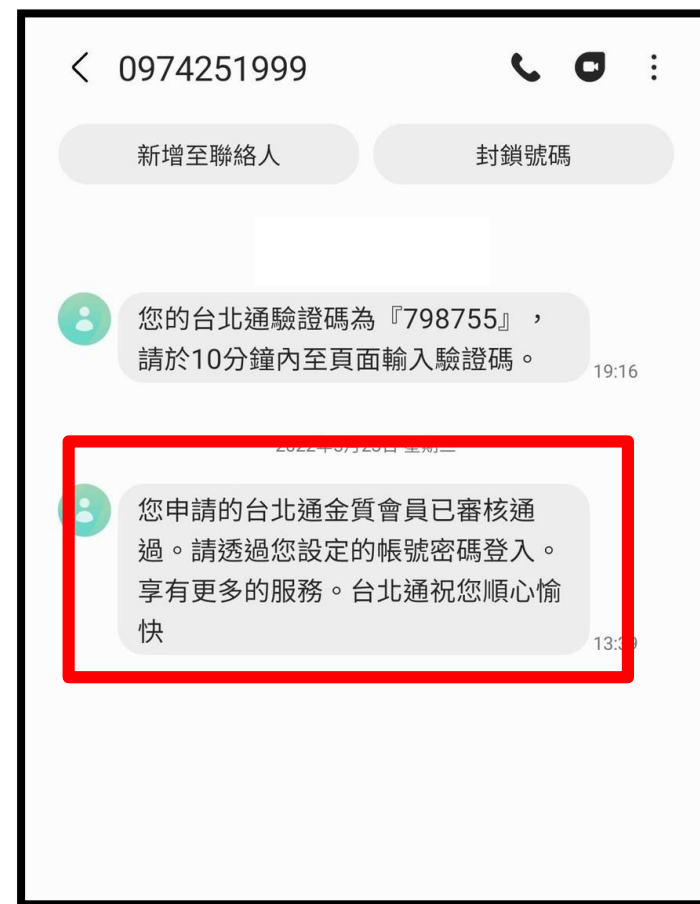 0974251999
新增至聯絡人
封鎖號碼
您的台北通驗證碼為『798755』，
請於10分鐘內至頁面輸入驗證碼。
19:16
您申請的台北通金質會員已審核通
過。請透過您設定的帳號密碼登入。
享有更多的服務。台北通祝您順心愉
快